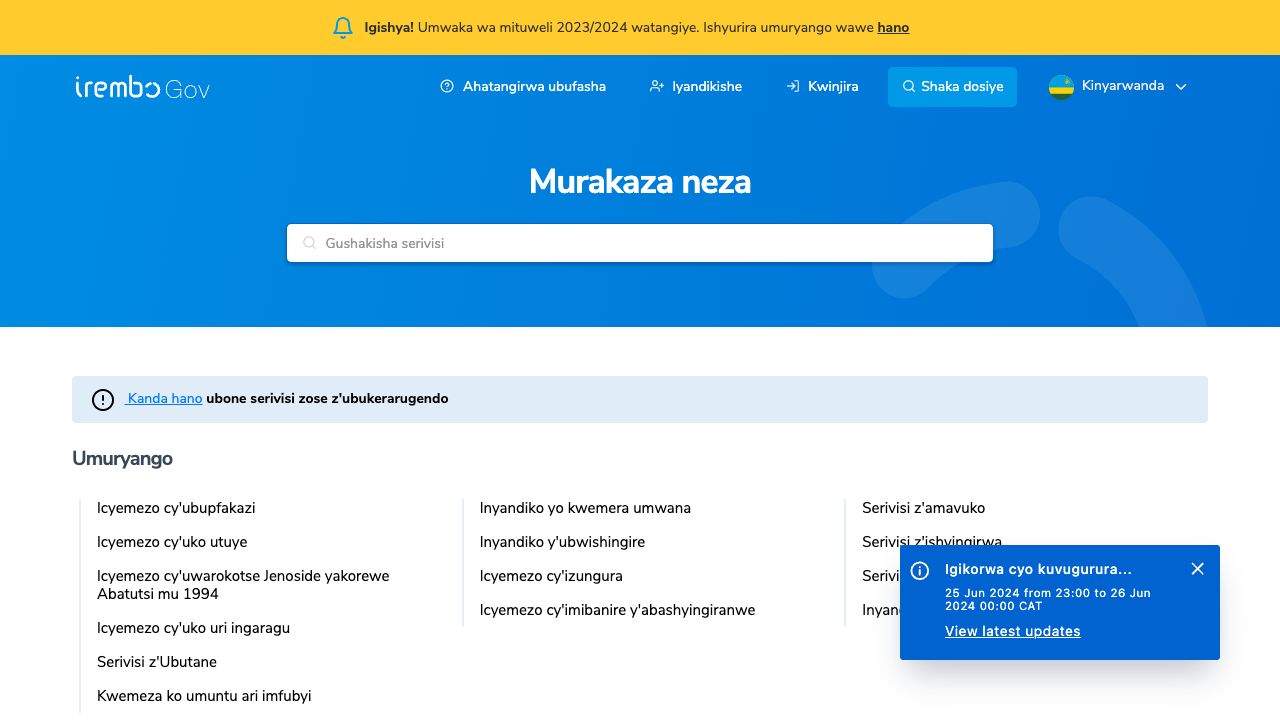 Igishya! Umwaka wa mituweli 2023/2024 watangiye. Ishyurira umuryango wawe hano
irembo Gov
Ahatangirwa ubufasha
Iyandikishe
Kwinjira
Shaka dosiye
Kinyarwanda
Murakaza neza
Gushakisha serivisi
Kanda hano ubone serivisi zose z'ubukerarugendo
Umuryango
Icyemezo cy'ubupfakazi
Icyemezo cy'uko utuye
Icyemezo cy'uwarokotse Jenoside yakorewe
Abatutsi mu 1994
Icyemezo cy'uko uri ingaragu
Serivisi z'Ubutane
Kwemeza ko umuntu ari imfubyi
Inyandiko yo kwemera umwana
Inyandiko y'ubwishingire
Icyemezo cy'izungura
Icyemezo cy'imibanire y'abashyingiranwe
Serivisi z'amavuko
Serivisi z'ishyingirwa
Igikorwa cyo kuvugurura...
25 Jun 2024 from 23:00 to 26 Jun
2024 00:00 CAT
View latest updates